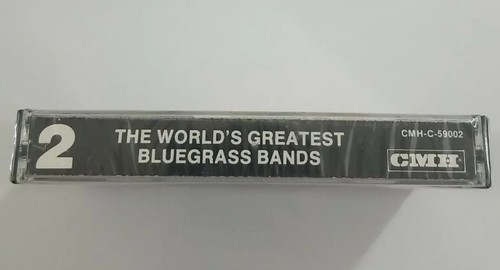 2
THE WORLD'S GREATEST
BLUEGRASS BANDS
CMH-C-59002
CMH